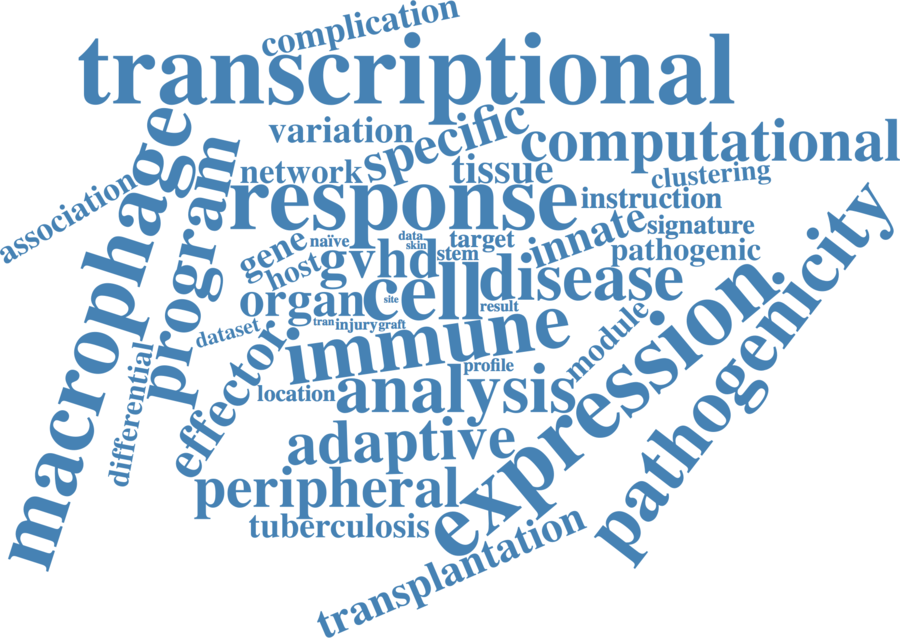 complication
transcriptional
variation
specific
computational
macrophage
program
network
tissue
clustering
association
response
instruction
innate
signature
gene
naïve
data
skin
target
stem
pathogenic
host
gvhd
cell
disease
pathogenicity
organ
site
result
expression
dataset
tran
injury
graft
immune
module
effector
differential
profile
location
analysis
adaptive
peripheral
tuberculosis
transplantation